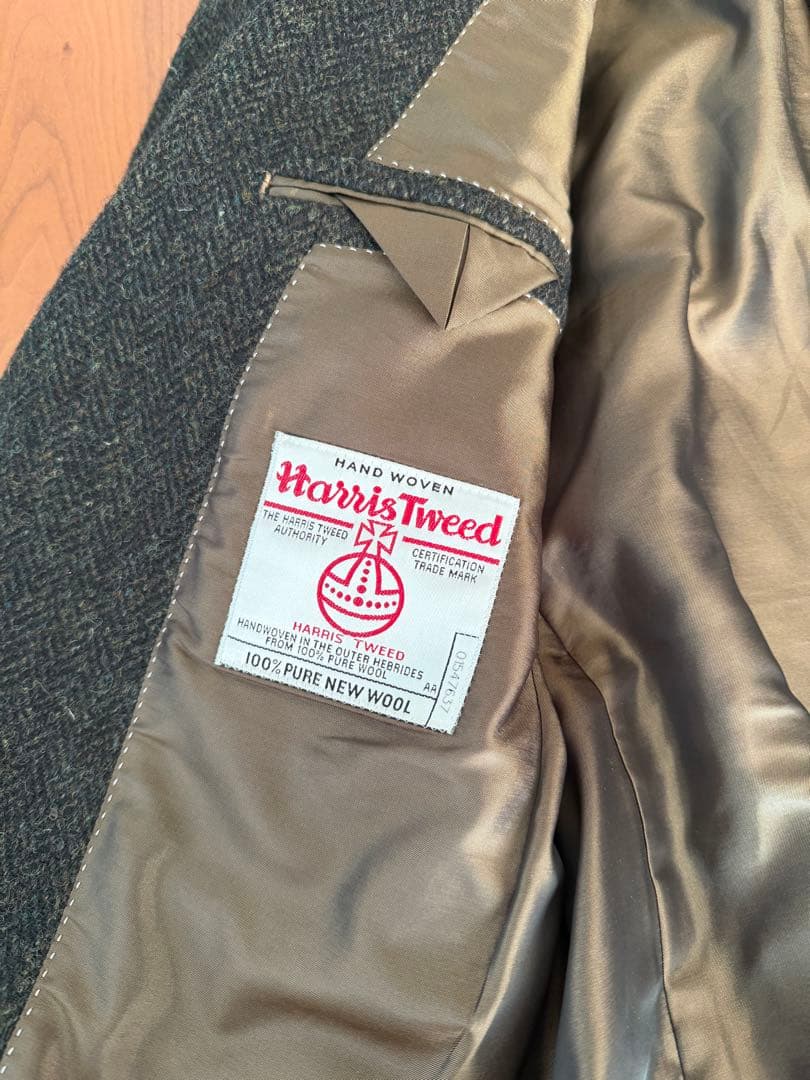 HAND WOVEN
Harris Tweed
THE HARRIS TWEED
AUTHORITY
CERTIFICATION
TRADE MARK
HARRIS TWEED
HANDWOVEN IN THE OUTER HEBRIDES
FROM 100% PURE WOOL
100% PURE NEW WOOL
AA
01547637